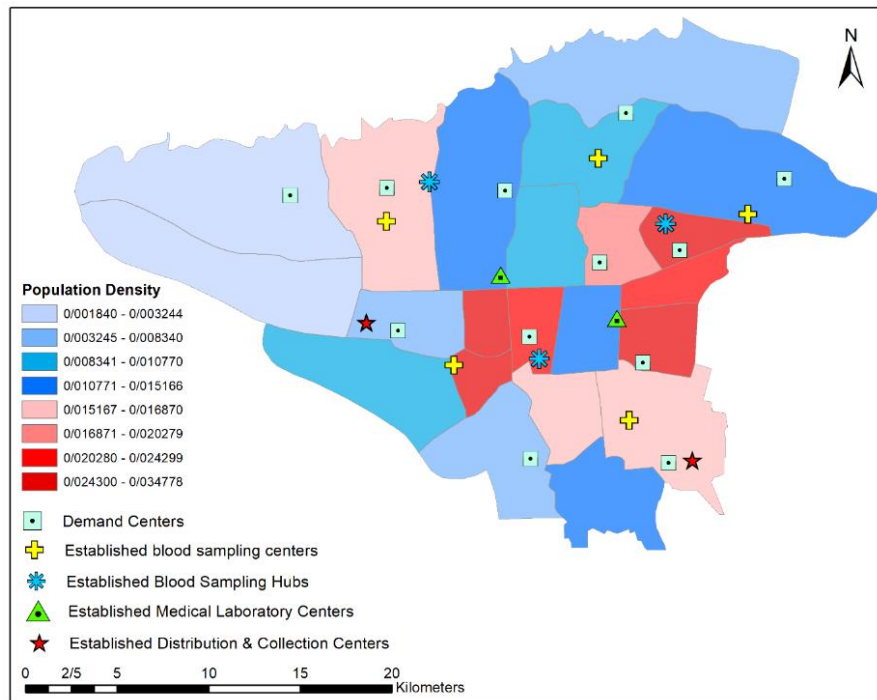 N
Population Density
0/001840 - 0/003244
0/003245 - 0/008340
0/008341 - 0/010770
0/010771 - 0/015166
0/015167 - 0/016870
0/016871 - 0/020279
0/020280 - 0/024299
0/024300 - 0/034778
Demand Centers
Established blood sampling centers
Established Blood Sampling Hubs
Established Medical Laboratory Centers
Established Distribution & Collection Centers
0 2/5 5 10 15 20
Kilometers